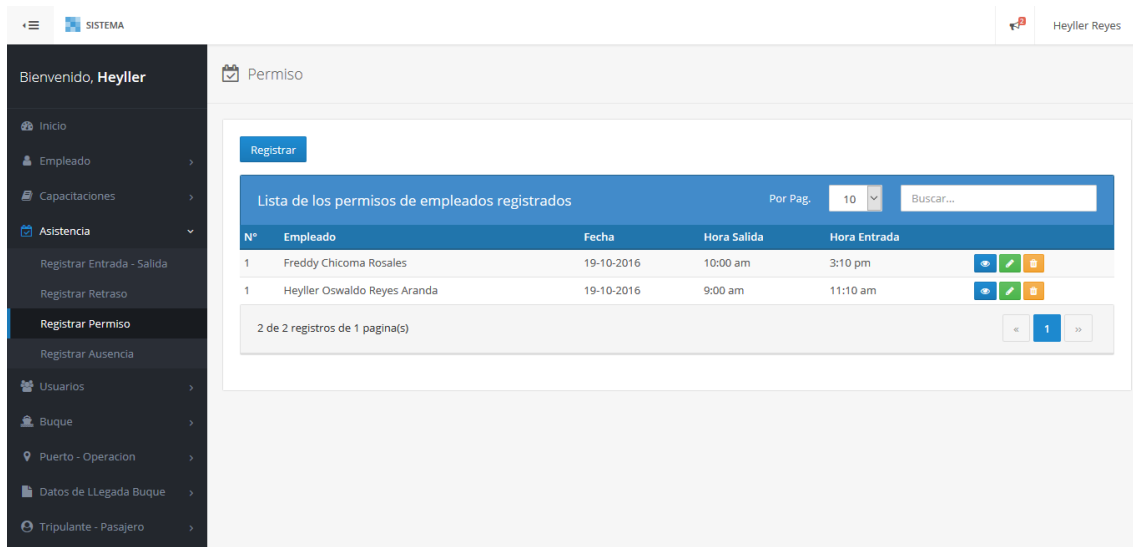 SISTEMA
2
Heyller Reyes
Bienvenido, Heyller
Inicio
Empleado
Capacitaciones
Asistencia
Registrar Entrada - Salida
Registrar Retraso
Registrar Permiso
Registrar Ausencia
Usuarios
Buque
Puerto - Operacion
Datos de LLegada Buque
Tripulante - Pasajero
Permiso
Registrar
Lista de los permisos de empleados registrados Por Pag. 10 Buscar...
N° Empleado Fecha Hora Salida Hora Entrada
1 Freddy Chicoma Rosales 19-10-2016 10:00 am 3:10 pm
1 Heyller Oswaldo Reyes Aranda 19-10-2016 9:00 am 11:10 am
2 de 2 registros de 1 pagina(s) « 1 »